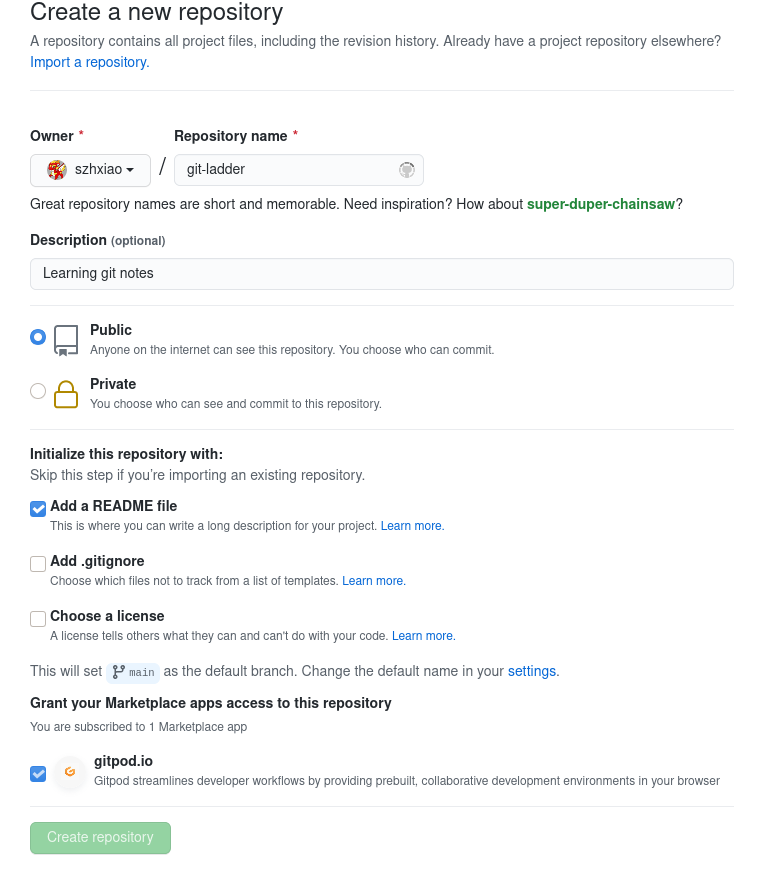 Create a new repository
A repository contains all project files, including the revision history. Already have a project repository elsewhere?
Import a repository.
Owner *
Repository name *
szhxiao
/
git-ladder
Great repository names are short and memorable. Need inspiration? How about super-duper-chainsaw?
Description (optional)
Learning git notes
Public
Anyone on the internet can see this repository. You choose who can commit.
Private
You choose who can see and commit to this repository.
Initialize this repository with:
Skip this step if you’re importing an existing repository.
Add a README file
This is where you can write a long description for your project. Learn more.
Add .gitignore
Choose which files not to track from a list of templates. Learn more.
Choose a license
A license tells others what they can and can't do with your code. Learn more.
This will set main as the default branch. Change the default name in your settings.
Grant your Marketplace apps access to this repository
You are subscribed to 1 Marketplace app
gitpod.io
Gitpod streamlines developer workflows by providing prebuilt, collaborative development environments in your browser
Create repository